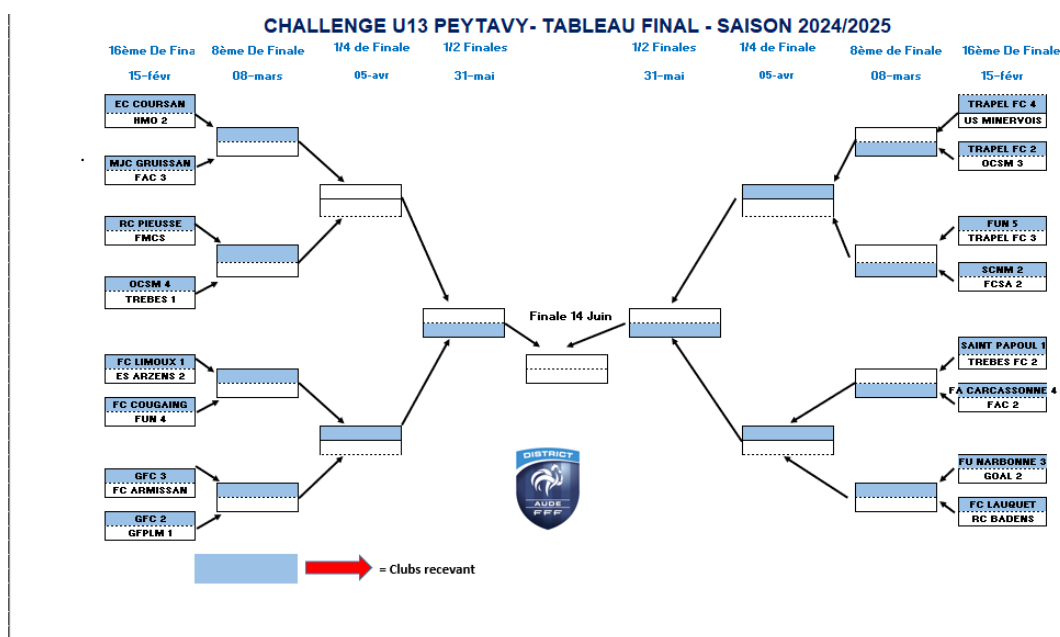 CHALLENGE U13 PEYTAVY- TABLEAU FINAL - SAISON 2024/2025
16ème De Fina 8ème De Finale 1/4 de Finale 1/2 Finales 1/2 Finales 1/4 de Finale 8ème de Finale 16ème De Finale
15-févr 08-mars 05-avr 31-mai 31-mai 05-avr 08-mars 15-févr
EC COURSAN
HMO 2
MJC GRUISSAN
FAC 3
RC PIEUSSE
FMCS
OCSM 4
TREBES 1
FC LIMOUX 1
ES ARZENS 2
FC COUGAING
FUN 4
GFC 3
FC ARMISSAN
GFC 2
GFPLM 1
Finale 14 Juin
TRAPEL FC 4
US MINERVOIS
TRAPEL FC 2
OCSM 3
FUN 5
TRAPEL FC 3
SCNM 2
FCSA 2
SAINT PAPOUL 1
TREBES FC 2
FA CARCASSONNE 4
FAC 2
FU NARBONNE 3
GOAL 2
FC LAUQUET
RC BADENS
DISTRICT
AUDE
FFF
= Clubs recevant